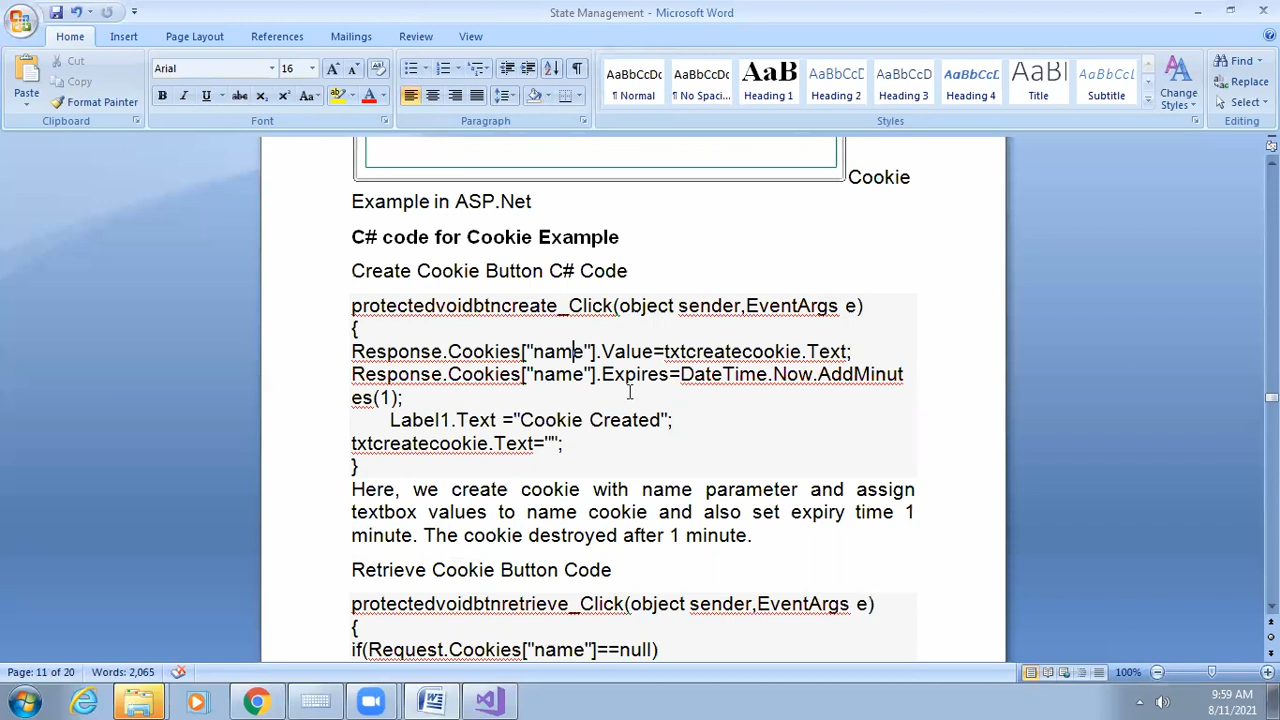 State Management - Microsoft Word
Home Insert Page Layout References Mailings Review View
Paste
Cut
Copy
Format Painter
Clipboard
Arial 16
Font
Paragraph
AaBbCcDc AaBbCcDc AaB AaBbCcD AaBbCcD AaBbCcL AaB AaBbCcD
¶ Normal ¶ No Spaci... Heading 1 Heading 2 Heading 3 Heading 4 Title Subtitle
Styles
Change
Styles
Find
Replace
Select
Editing
Cookie
Example in ASP.Net
C# code for Cookie Example
Create Cookie Button C# Code
protectedvoidbtncreate_Click(object sender,EventArgs e)
{
Response.Cookies["name"].Value=txtcreatecookie.Text;
Response.Cookies["name"].Expires=DateTime.Now.AddMinut
es(1);
Label1.Text ="Cookie Created";
txtcreatecookie.Text="";
}
Here, we create cookie with name parameter and assign
textbox values to name cookie and also set expiry time 1
minute. The cookie destroyed after 1 minute.
Retrieve Cookie Button Code
protectedvoidbtnretrieve_Click(object sender,EventArgs e)
{
if(Request.Cookies["name"]==null)
Page: 11 of 20 Words: 2,065 100%
9:59 AM
8/11/2021